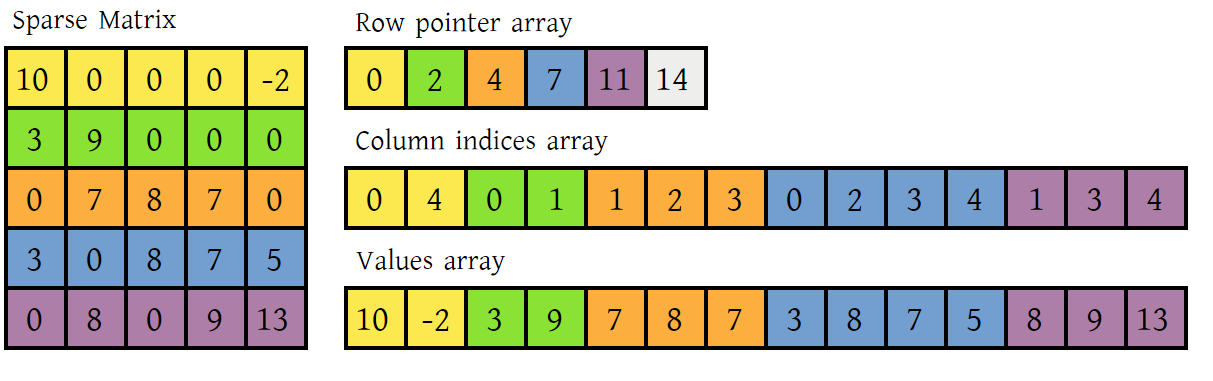 Sparse Matrix
10 0 0 0 -2
3 9 0 0 0
0 7 8 7 0
3 0 8 7 5
0 8 0 9 13
Row pointer array
0 2 4 7 11 14
Column indices array
0 4 0 1 1 2 3 0 2 3 4 1 3 4
Values array
10 -2 3 9 7 8 7 3 8 7 5 8 9 13